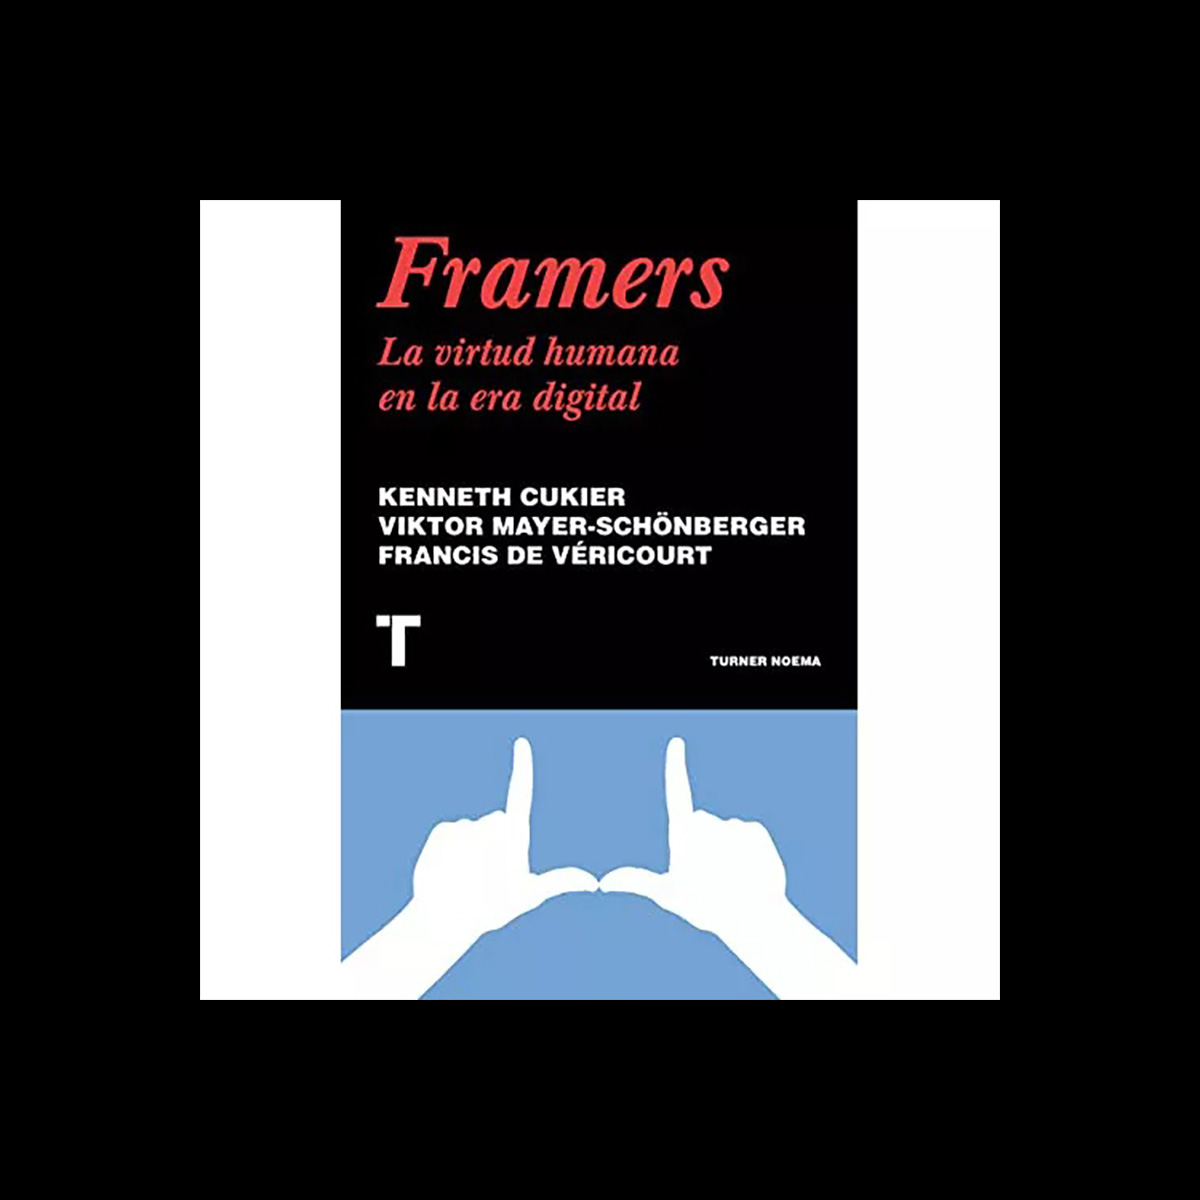 Framers
La virtud humana
en la era digital
KENNETH CUKIER
VIKTOR MAYER-SCHÖNBERGER
FRANCIS DE VÉRICOURT
T
TURNER NOEMA